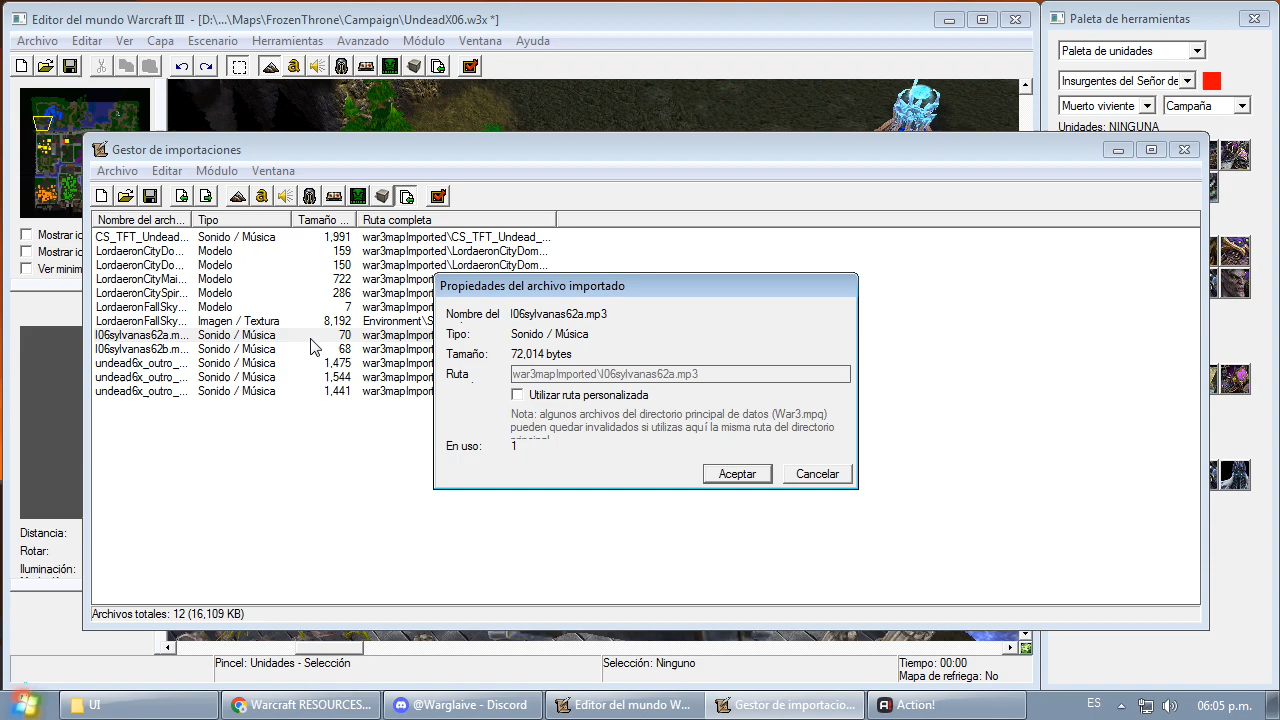 Editor del mundo Warcraft III - [D:\...\Maps\FrozenThrone\Campaign\UndeadX06.w3x *]
Archivo Editar Ver Capa Escenario Herramientas Avanzado Módulo Ventana Ayuda
Paleta de herramientas
Paleta de unidades
Insurgentes del Señor de
Muerto viviente Campaña
Unidades: NINGUNA
Mostrar ic
Mostrar ic
Ver minim
Distancia:
Rotar:
Iluminación:
Gestor de importaciones
Archivo Editar Módulo Ventana
Nombre del arch... Tipo Tamaño ... Ruta completa
CS_TFT_Undead... Sonido / Música 1,991 war3mapImported\CS_TFT_Undead_...
LordaeronCityDo... Modelo 159 war3mapImported\LordaeronCityDom...
LordaeronCityDo... Modelo 150 war3mapImported\LordaeronCityDom...
LordaeronCityMai... Modelo 722 war3mapI
LordaeronCitySpir... Modelo 286 war3mapI
LordaeronFallSky... Modelo 7 war3mapI
LordaeronFallSky... Imagen / Textura 8,192 Environment\S
l06sylvanas62a.m... Sonido / Música 70 war3mapI
l06sylvanas62b.m... Sonido / Música 68 war3mapI
undead6x_outro_... Sonido / Música 1,475 war3mapI
undead6x_outro_... Sonido / Música 1,544 war3mapI
undead6x_outro_... Sonido / Música 1,441 war3mapI
Archivos totales: 12 (16,109 KB)
Propiedades del archivo importado
Nombre del l06sylvanas62a.mp3
Tipo: Sonido / Música
Tamaño: 72,014 bytes
Ruta war3mapImported\l06sylvanas62a.mp3
Utilizar ruta personalizada
Nota: algunos archivos del directorio principal de datos (War3.mpq)
pueden quedar invalidados si utilizas aquí la misma ruta del directorio
En uso: 1
Aceptar Cancelar
Pincel: Unidades - Selección Selección: Ninguno Tiempo: 00:00
Mapa de refriega: No
UI Warcraft RESOURCES... @Warglaive - Discord Editor del mundo W... Gestor de importacio... Action! ES 06:05 p.m.